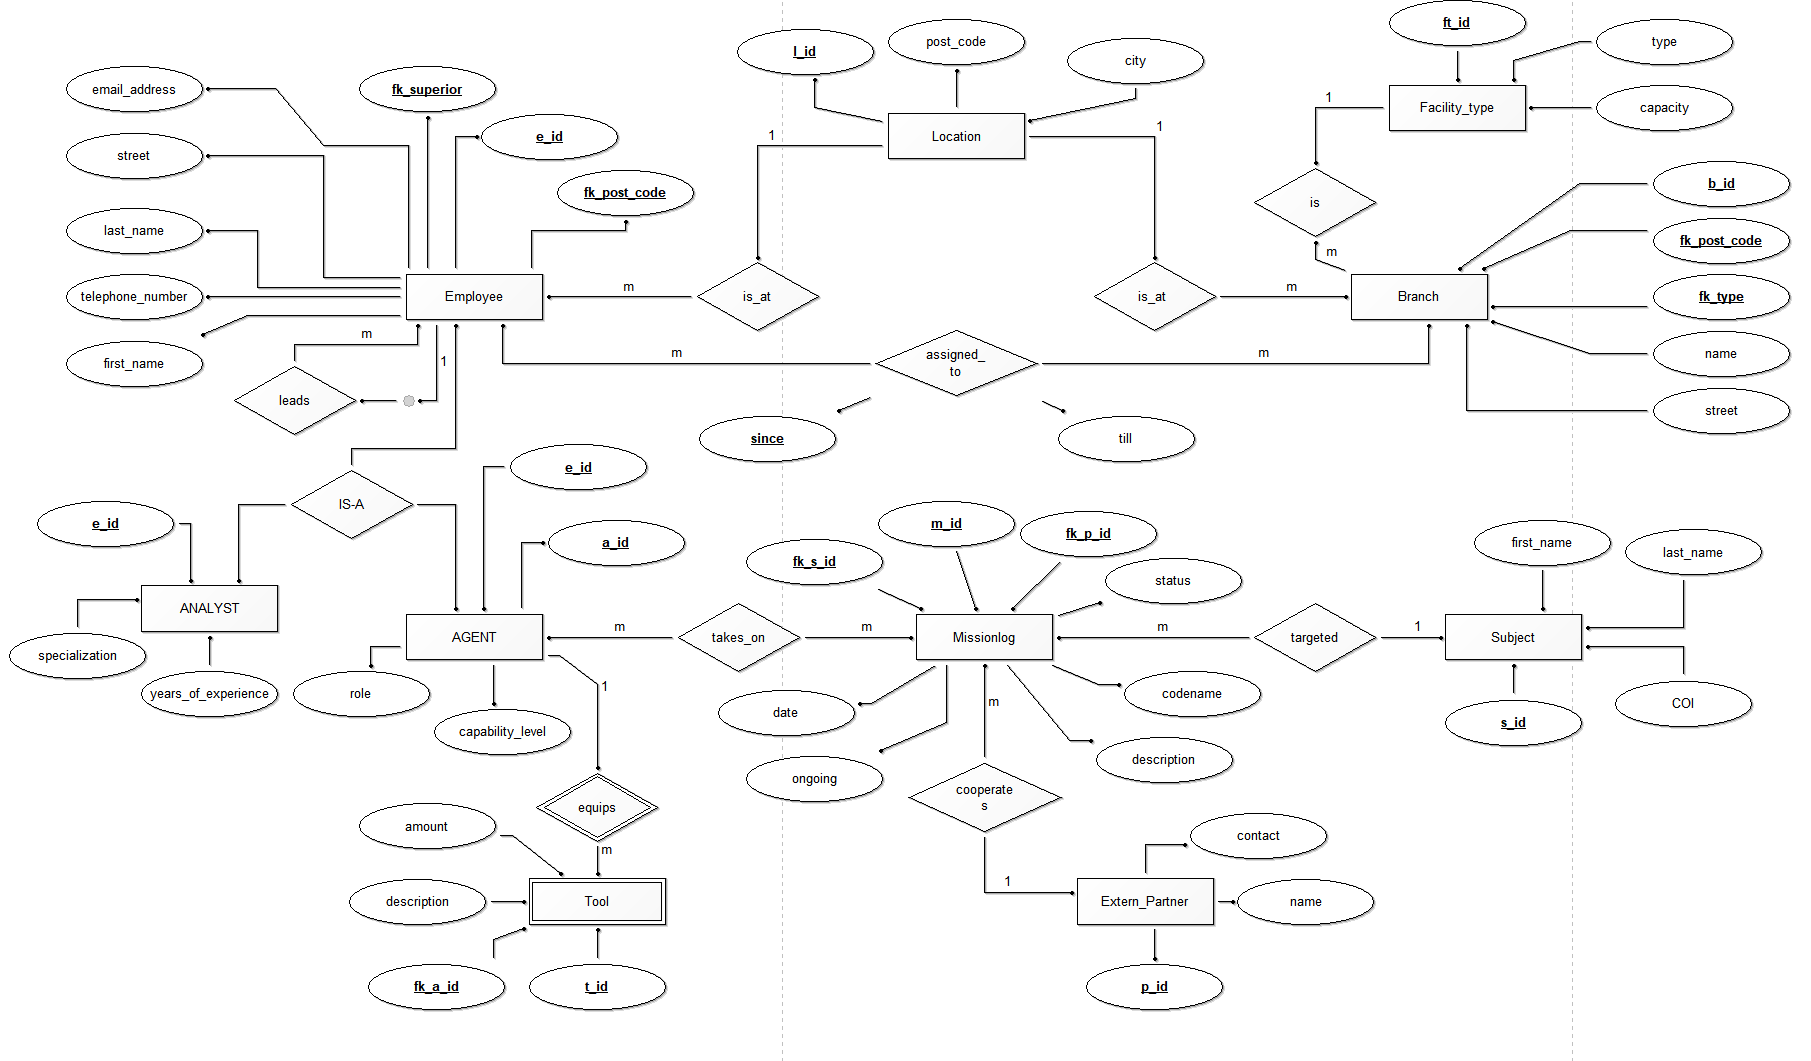 ft_id
l_id
post_code
type
city
email_address
fk_superior
Facility_type
capacity
1
e_id
Location
1
1
street
fk_post_code
b_id
is
last_name
fk_post_code
m
telephone_number
Employee
m
is_at
is_at
m
Branch
fk_type
m
name
first_name
1
m
assigned_
to
m
leads
street
since
till
e_id
IS-A
e_id
m_id
fk_p_id
a_id
first_name
last_name
fk_s_id
status
ANALYST
AGENT
m
takes_on
m
Missionlog
m
targeted
1
Subject
specialization
years_of_experience
role
1
date
m
codename
COI
capability_level
s_id
description
ongoing
equips
cooperate
s
amount
contact
m
1
description
Tool
Extern_Partner
name
fk_a_id
t_id
p_id